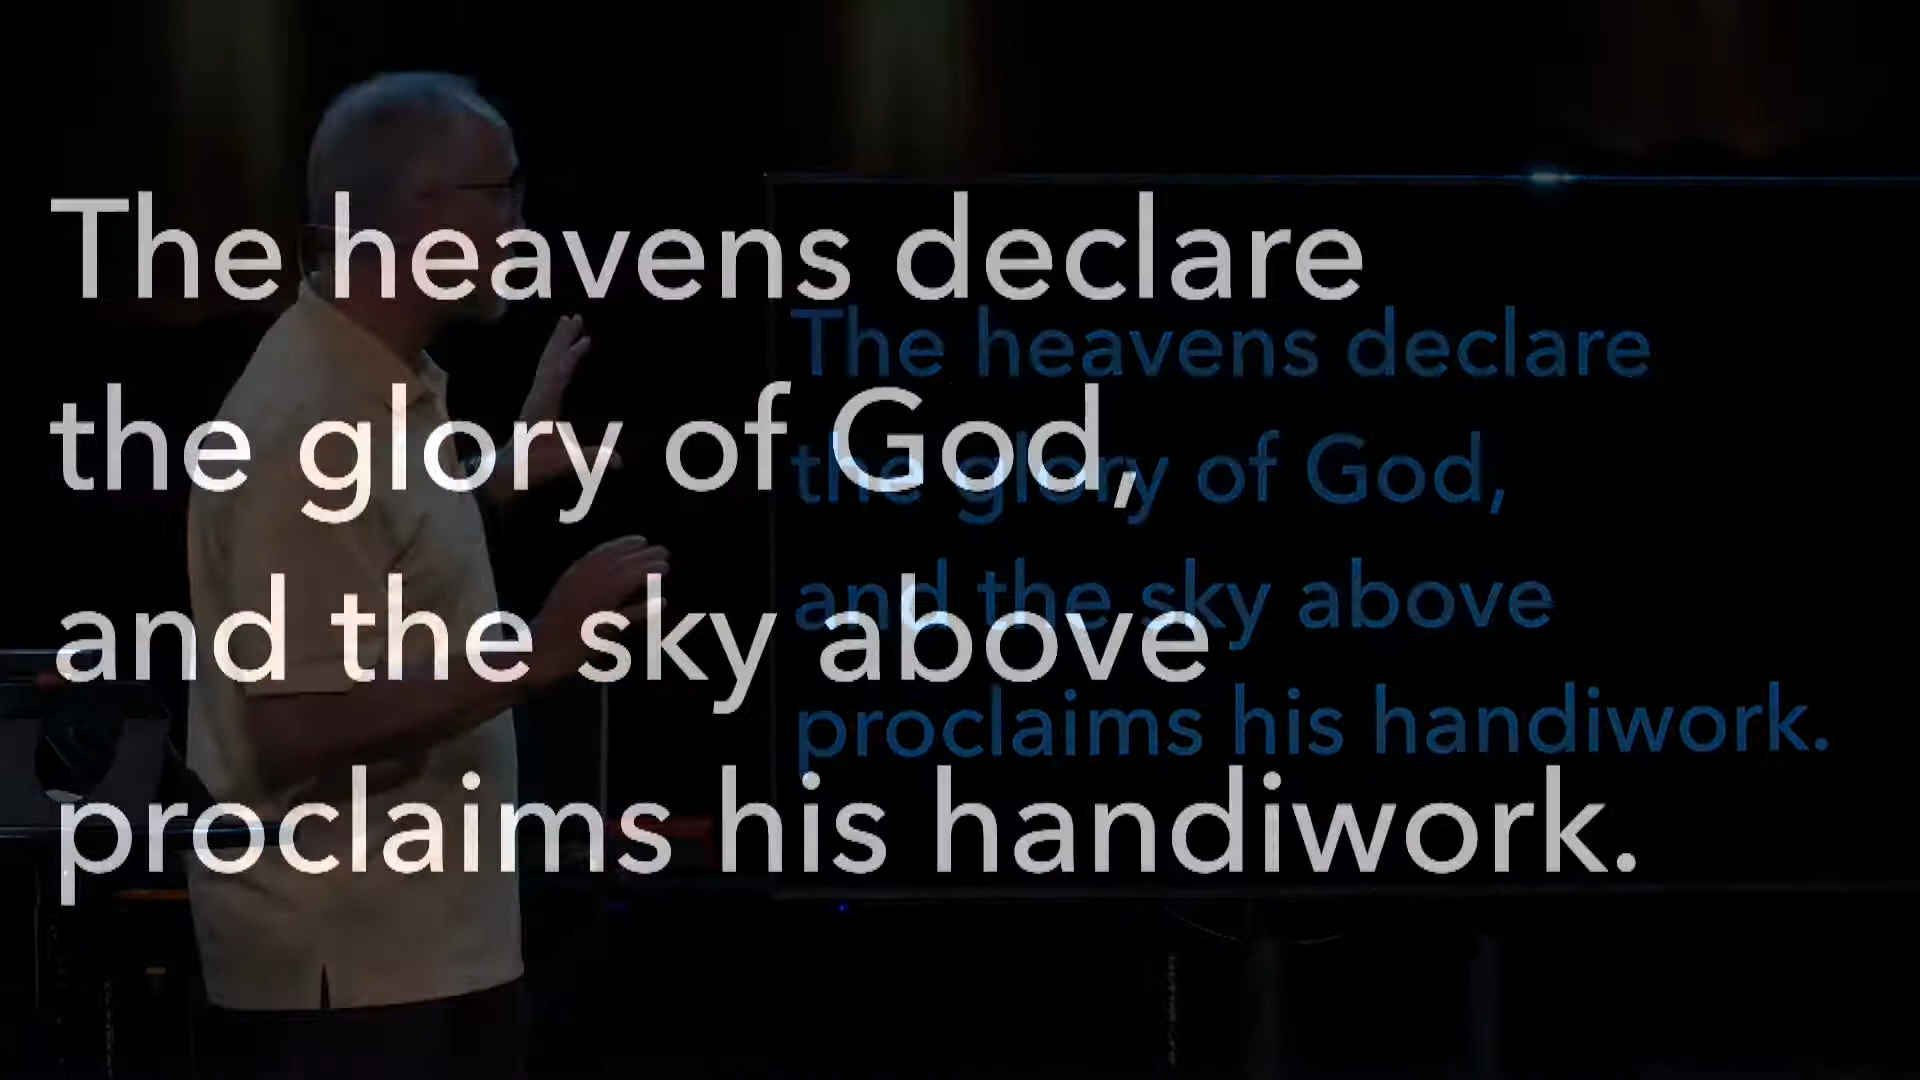 The heavens declare
the glory of God,
and the sky above
proclaims his handiwork.
The heavens declare
the glory of God,
and the sky above
proclaims his handiwork.